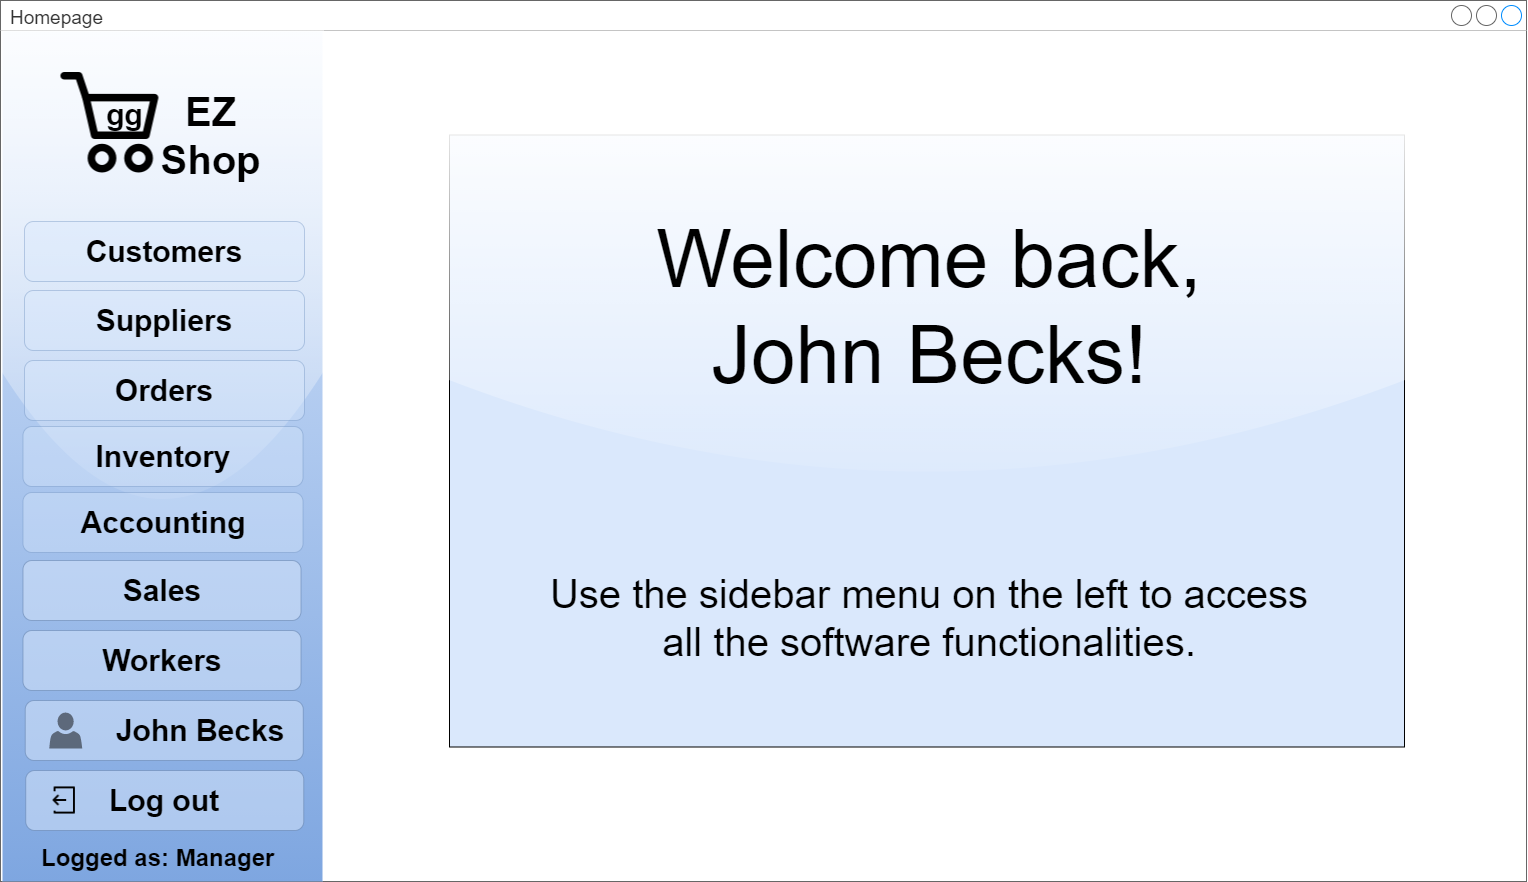 Homepage
gg
EZ
Shop
Customers
Suppliers
Orders
Inventory
Accounting
Sales
Workers
John Becks
Log out
Logged as: Manager
Welcome back,
John Becks!
Use the sidebar menu on the left to access
all the software functionalities.